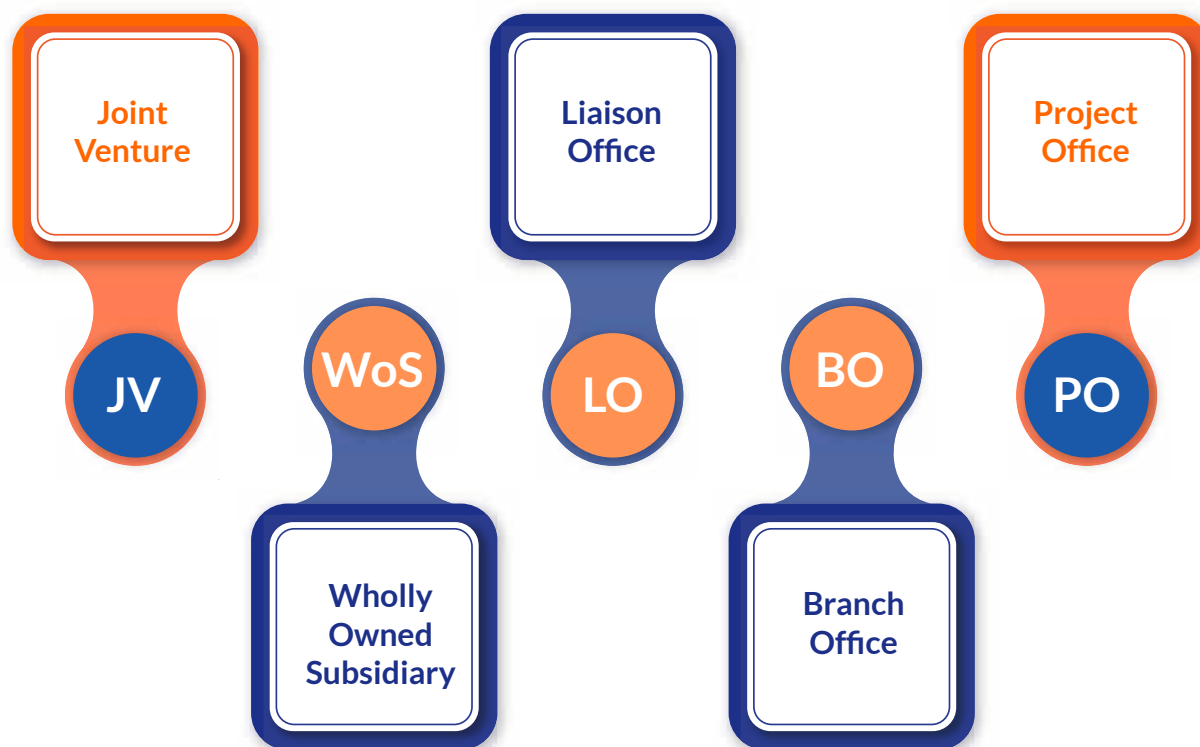 Joint
Venture
JV
WoS
Wholly
Owned
Subsidiary
Liaison
Office
LO
BO
Branch
Office
Project
Office
PO